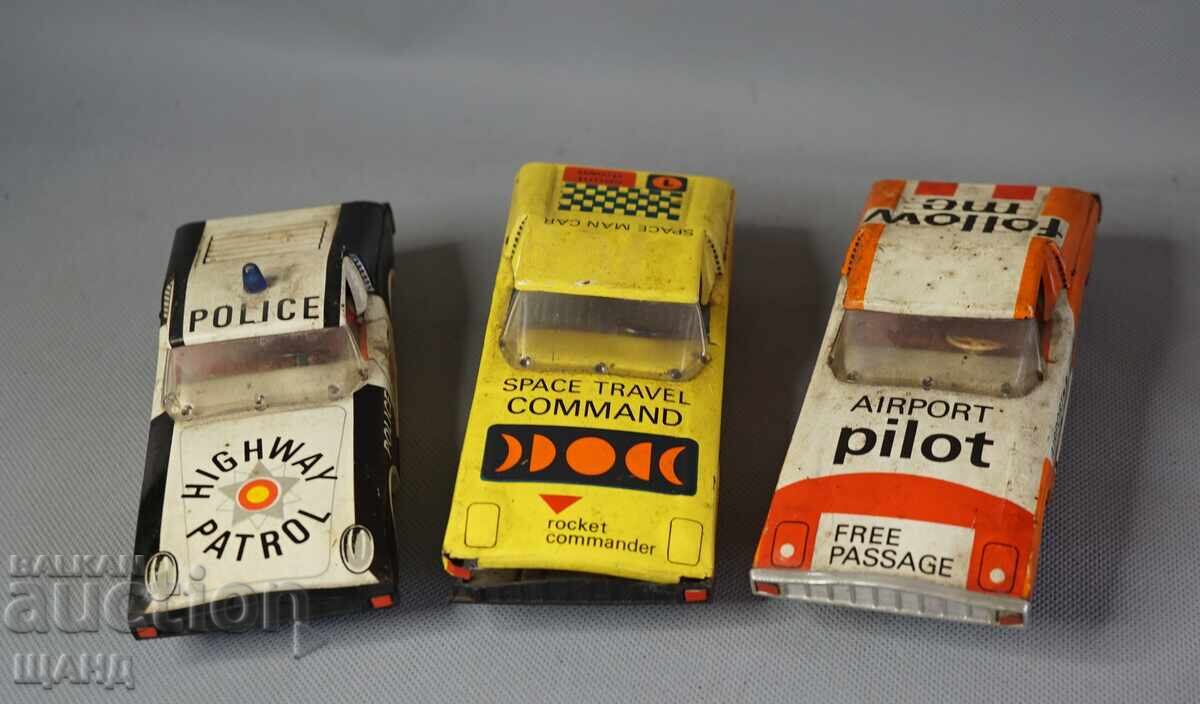 POLICE
HIGHWAY
PATROL
1
SPACE MAN CAR
SPACE TRAVEL
COMMAND
rocket
commander
follow
me
AIRPORT
pilot
FREE
PASSAGE
BALKAN
auction
ЩАНД